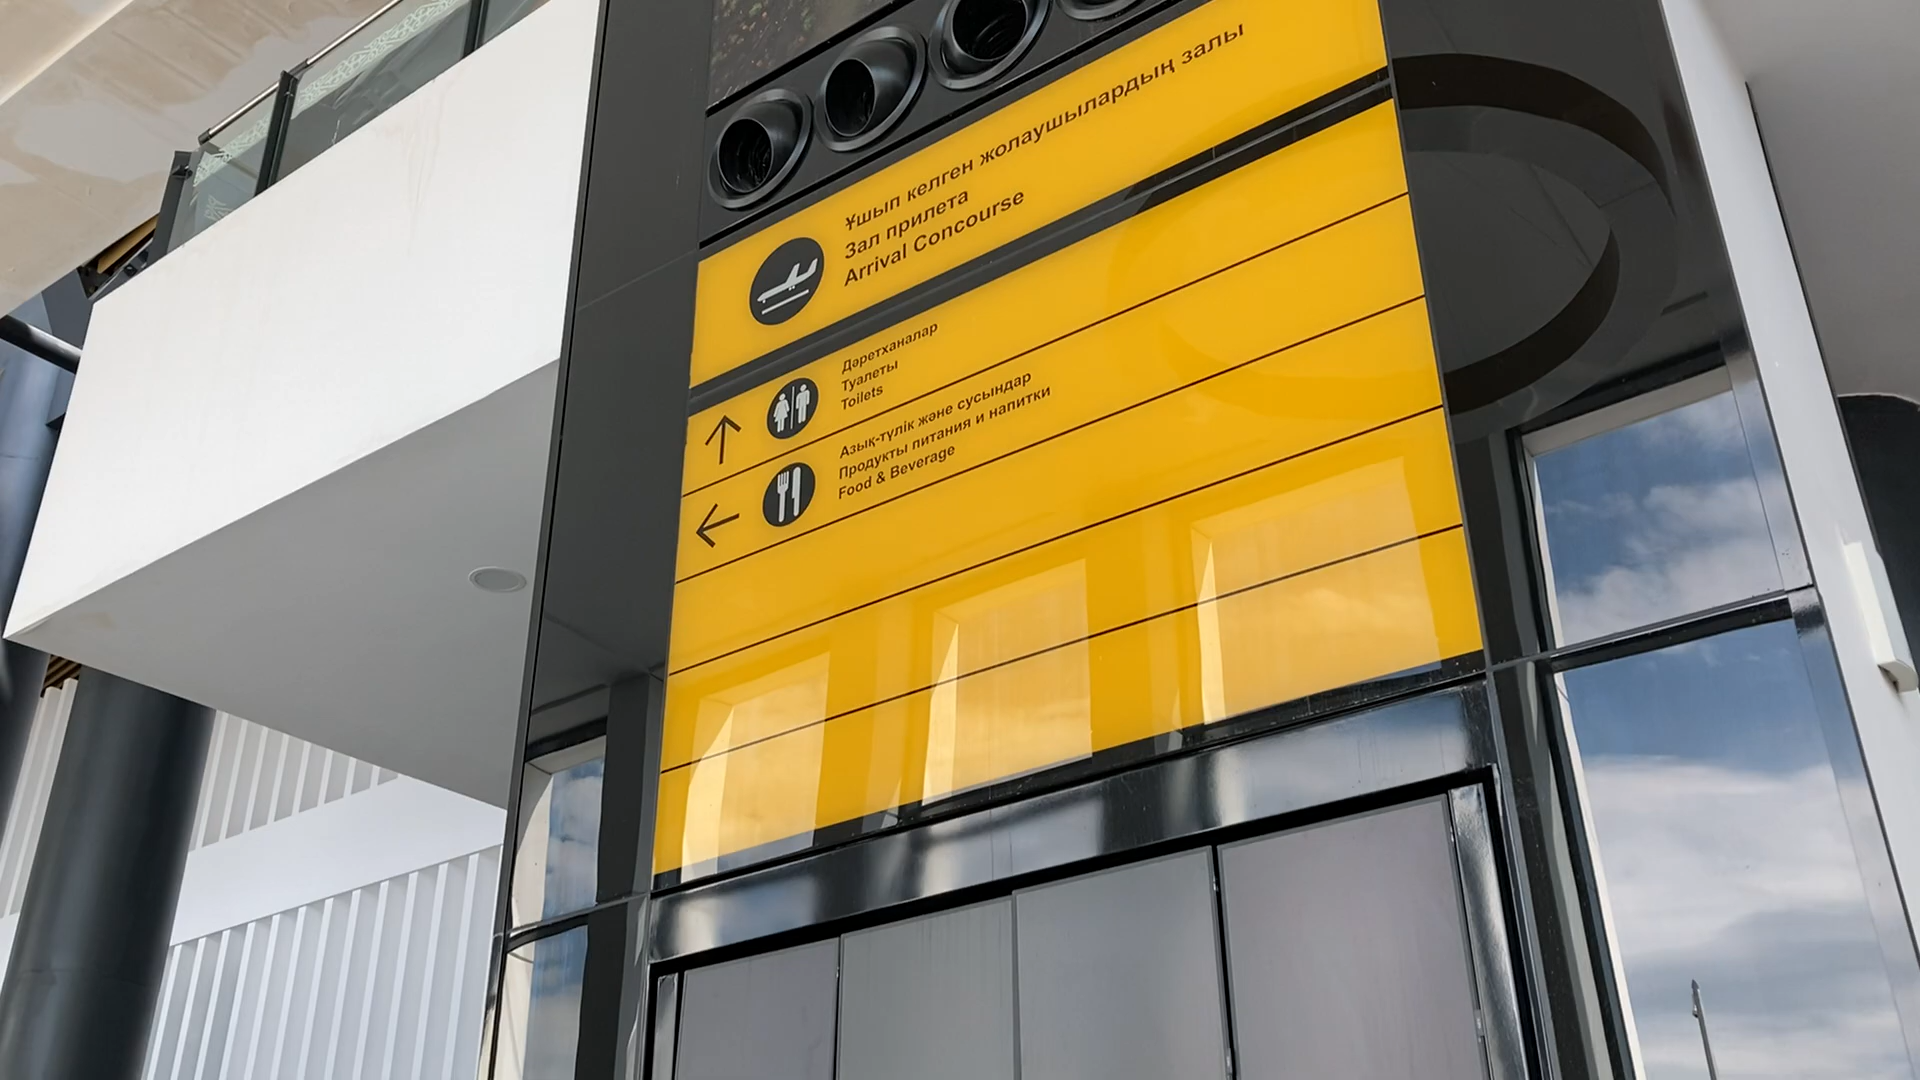 Ұшып келген жолаушылардың залы
Зал прилета
Arrival Concourse
Дәретханалар
Туалеты
Toilets
Азық-түлік және сусындар
Продукты питания и напитки
Food & Beverage